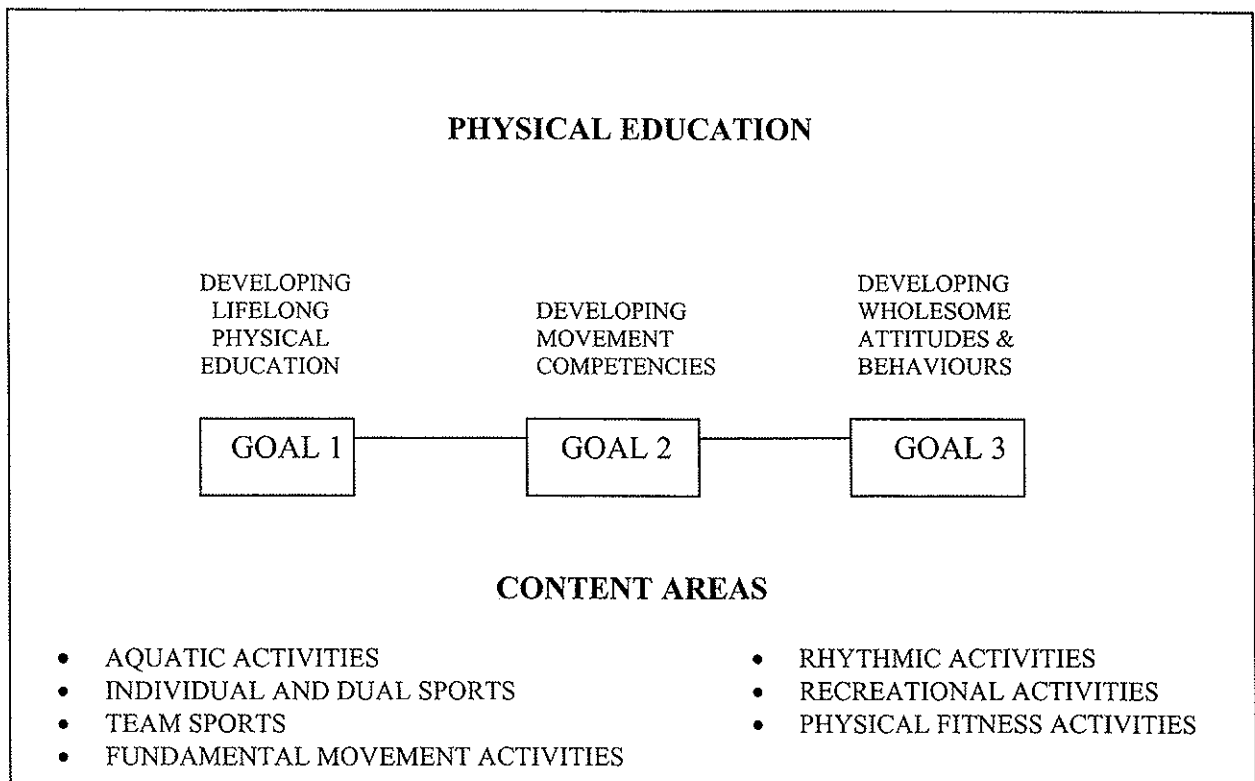 PHYSICAL EDUCATION
DEVELOPING
LIFELONG
PHYSICAL
EDUCATION
DEVELOPING
MOVEMENT
COMPETENCIES
DEVELOPING
WHOLESOME
ATTITUDES &
BEHAVIOURS
GOAL 1
GOAL 2
GOAL 3
CONTENT AREAS
• AQUATIC ACTIVITIES
• INDIVIDUAL AND DUAL SPORTS
• TEAM SPORTS
• FUNDAMENTAL MOVEMENT ACTIVITIES
• RHYTHMIC ACTIVITIES
• RECREATIONAL ACTIVITIES
• PHYSICAL FITNESS ACTIVITIES